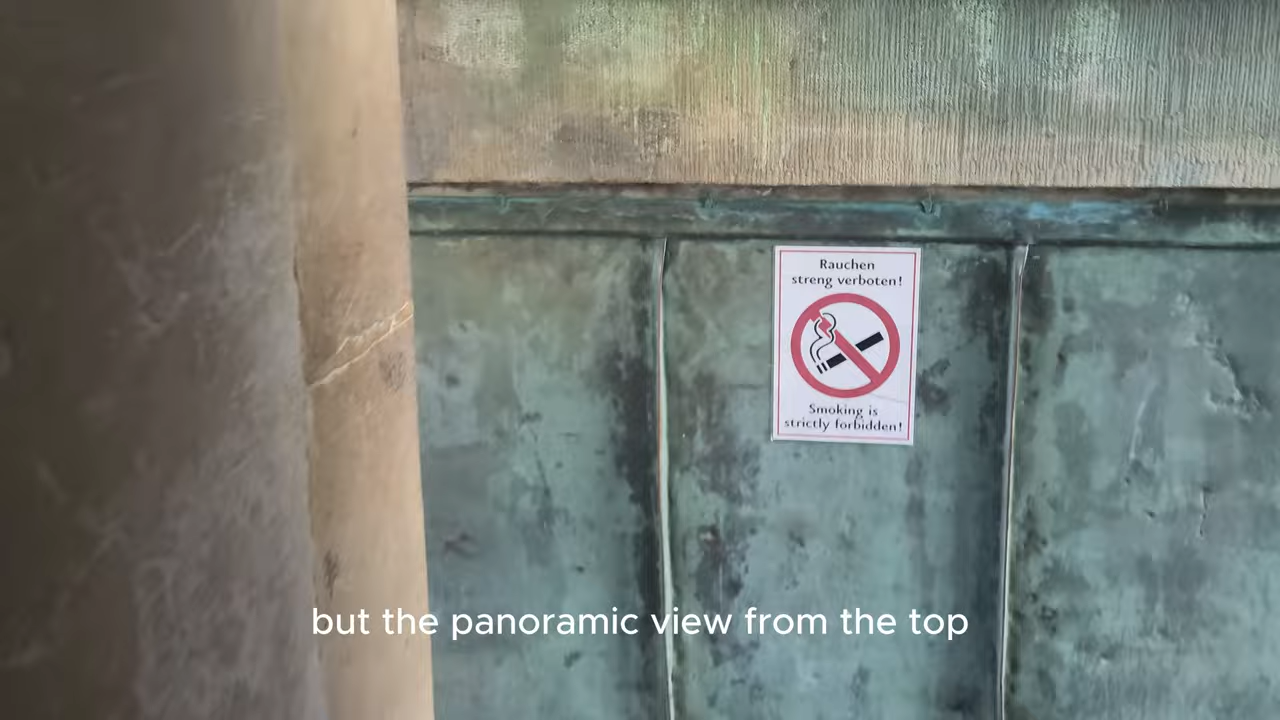 Rauchen
streng verboten!
Smoking is
strictly forbidden!
but the panoramic view from the top